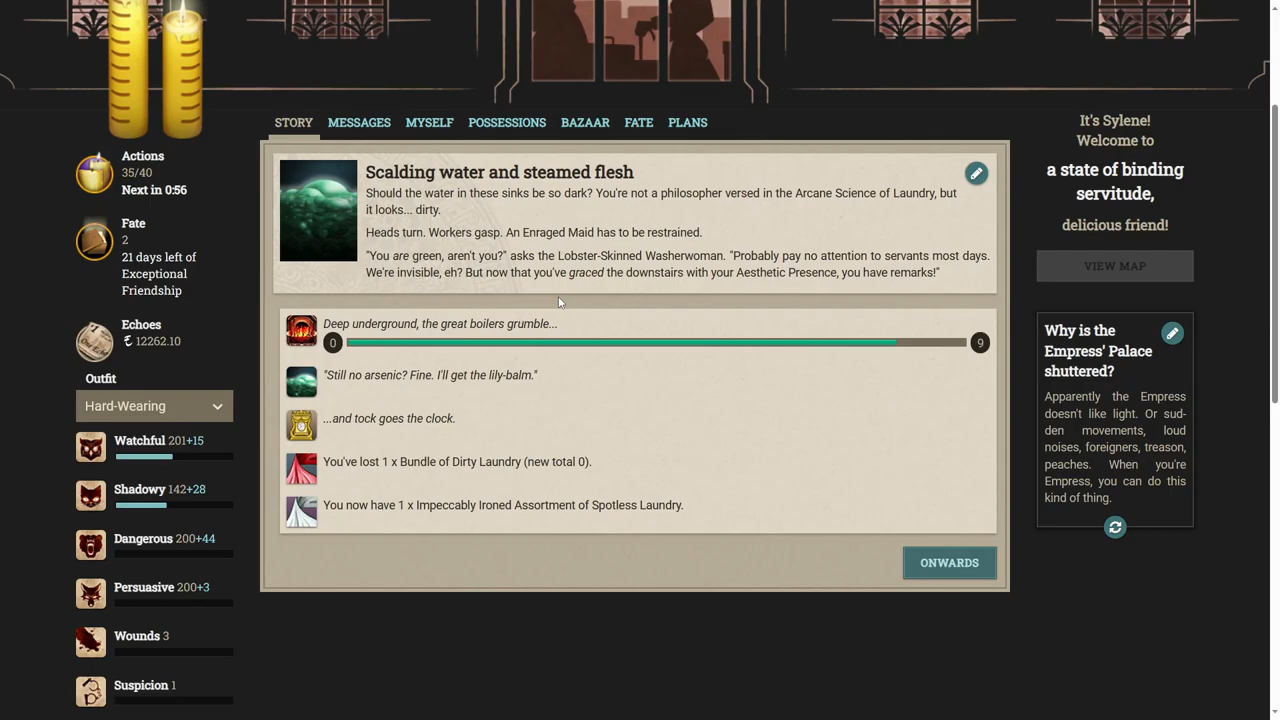 STORY MESSAGES MYSELF POSSESSIONS BAZAAR FATE PLANS
Actions
35/40
Next in 0:56
Fate
2
21 days left of
Exceptional
Friendship
Echoes
12262.10
Outfit
Hard-Wearing
Watchful 201+15
Shadowy 142+28
Dangerous 200+44
Persuasive 200+3
Wounds 3
Suspicion 1
Scalding water and steamed flesh
Should the water in these sinks be so dark? You're not a philosopher versed in the Arcane Science of Laundry, but
it looks... dirty.
Heads turn. Workers gasp. An Enraged Maid has to be restrained.
"You are green, aren't you?" asks the Lobster-Skinned Washerwoman. "Probably pay no attention to servants most days.
We're invisible, eh? But now that you've graced the downstairs with your Aesthetic Presence, you have remarks!"
Deep underground, the great boilers grumble...
0 9
"Still no arsenic? Fine. I'll get the lily-balm."
...and tock goes the clock.
You've lost 1 x Bundle of Dirty Laundry (new total 0).
You now have 1 x Impeccably Ironed Assortment of Spotless Laundry.
ONWARDS
It's Sylene!
Welcome to
a state of binding
servitude,
delicious friend!
VIEW MAP
Why is the
Empress' Palace
shuttered?
Apparently the Empress
doesn't like light. Or sud-
den movements, loud
noises, foreigners, treason,
peaches. When you're
Empress, you can do this
kind of thing.